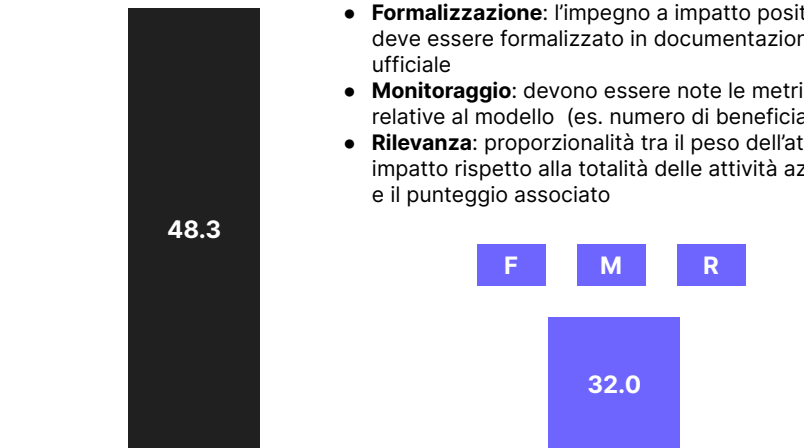 ● Formalizzazione: l’impegno a impatto posit
deve essere formalizzato in documentazion
ufficiale
● Monitoraggio: devono essere note le metri
relative al modello (es. numero di beneficia
● Rilevanza: proporzionalità tra il peso dell’at
impatto rispetto alla totalità delle attività az
e il punteggio associato
48.3
F M R
32.0